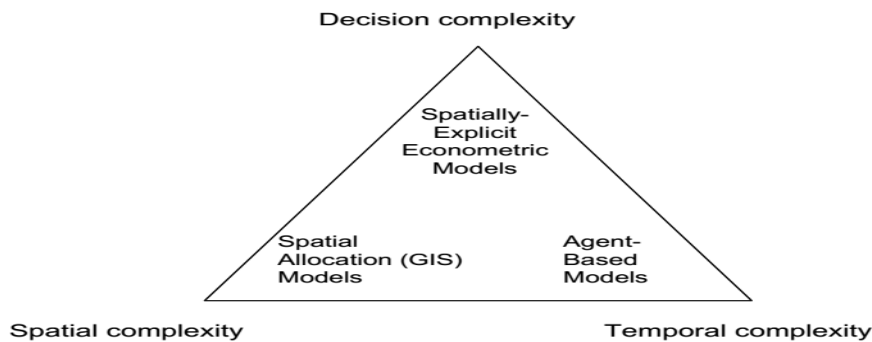 Decision complexity
Spatially-
Explicit
Econometric
Models
Spatial
Allocation (GIS)
Models
Agent-
Based
Models
Spatial complexity
Temporal complexity